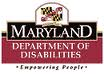 MARYLAND
DEPARTMENT OF
DISABILITIES
•Empowering People•